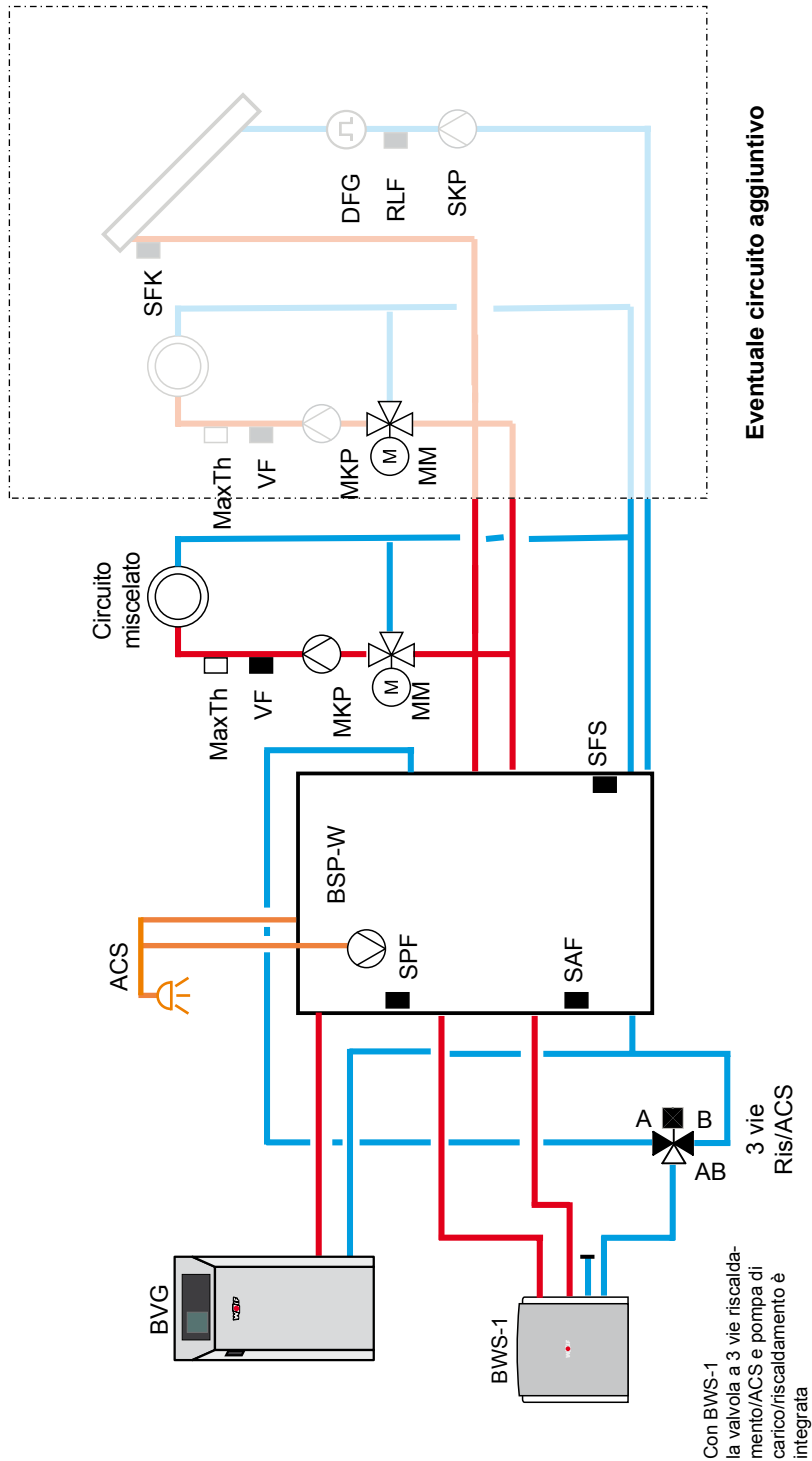 BVG
ACS
BSP-W
SPF
SAF
SFS
BWS-1
A
B
AB
3 vie
Ris/ACS
Con BWS-1
la valvola a 3 vie riscalda-
mento/ACS e pompa di
carico/riscaldamento è
integrata
Circuito
miscelato
MaxTh
VF
MKP
M
MM
MaxTh
VF
MKP
M
MM
SFK
DFG
RLF
SKP
Eventuale circuito aggiuntivo